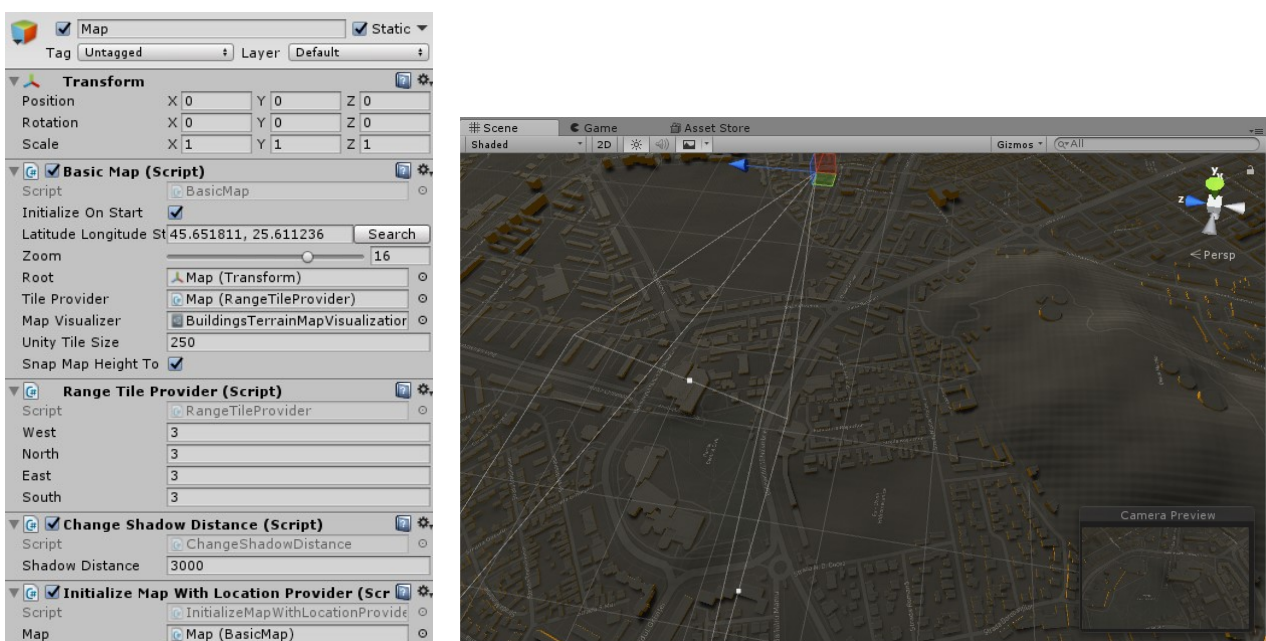 Map
Static
Tag Untagged Layer Default
Transform
Position X 0 Y 0 Z 0
Rotation X 0 Y 0 Z 0
Scale X 1 Y 1 Z 1
Basic Map (Script)
Script BasicMap
Initialize On Start
Latitude Longitude St 45.651811, 25.611236 Search
Zoom 16
Root Map (Transform)
Tile Provider Map (RangeTileProvider)
Map Visualizer BuildingsTerrainMapVisualization
Unity Tile Size 250
Snap Map Height To
Range Tile Provider (Script)
Script RangeTileProvider
West 3
North 3
East 3
South 3
Change Shadow Distance (Script)
Script ChangeShadowDistance
Shadow Distance 3000
Initialize Map With Location Provider (Scr
Script InitializeMapWithLocationProvide
Map Map (BasicMap)
Scene Game Asset Store
Shaded 2D Gizmos All
y
z
Persp
Camera Preview